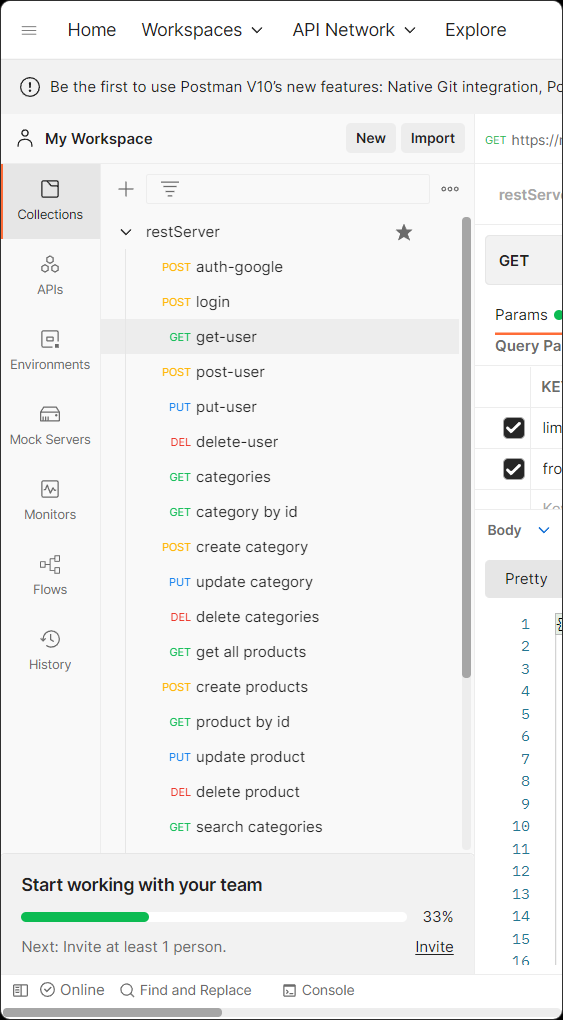 Home Workspaces API Network Explore
Be the first to use Postman V10's new features: Native Git integration, Po
My Workspace New Import
GET https://
restServe
Collections
APIs
Environments
Mock Servers
Monitors
Flows
History
restServer
POST auth-google
POST login
GET get-user
POST post-user
PUT put-user
DEL delete-user
GET categories
GET category by id
POST create category
PUT update category
DEL delete categories
GET get all products
POST create products
GET product by id
PUT update product
DEL delete product
GET search categories
GET
Params
Query Pa
KE
lim
fro
Body
Pretty
1
2
3
4
5
6
7
8
9
10
11
12
13
14
15
16
Start working with your team
33%
Next: Invite at least 1 person. Invite
Online Find and Replace Console